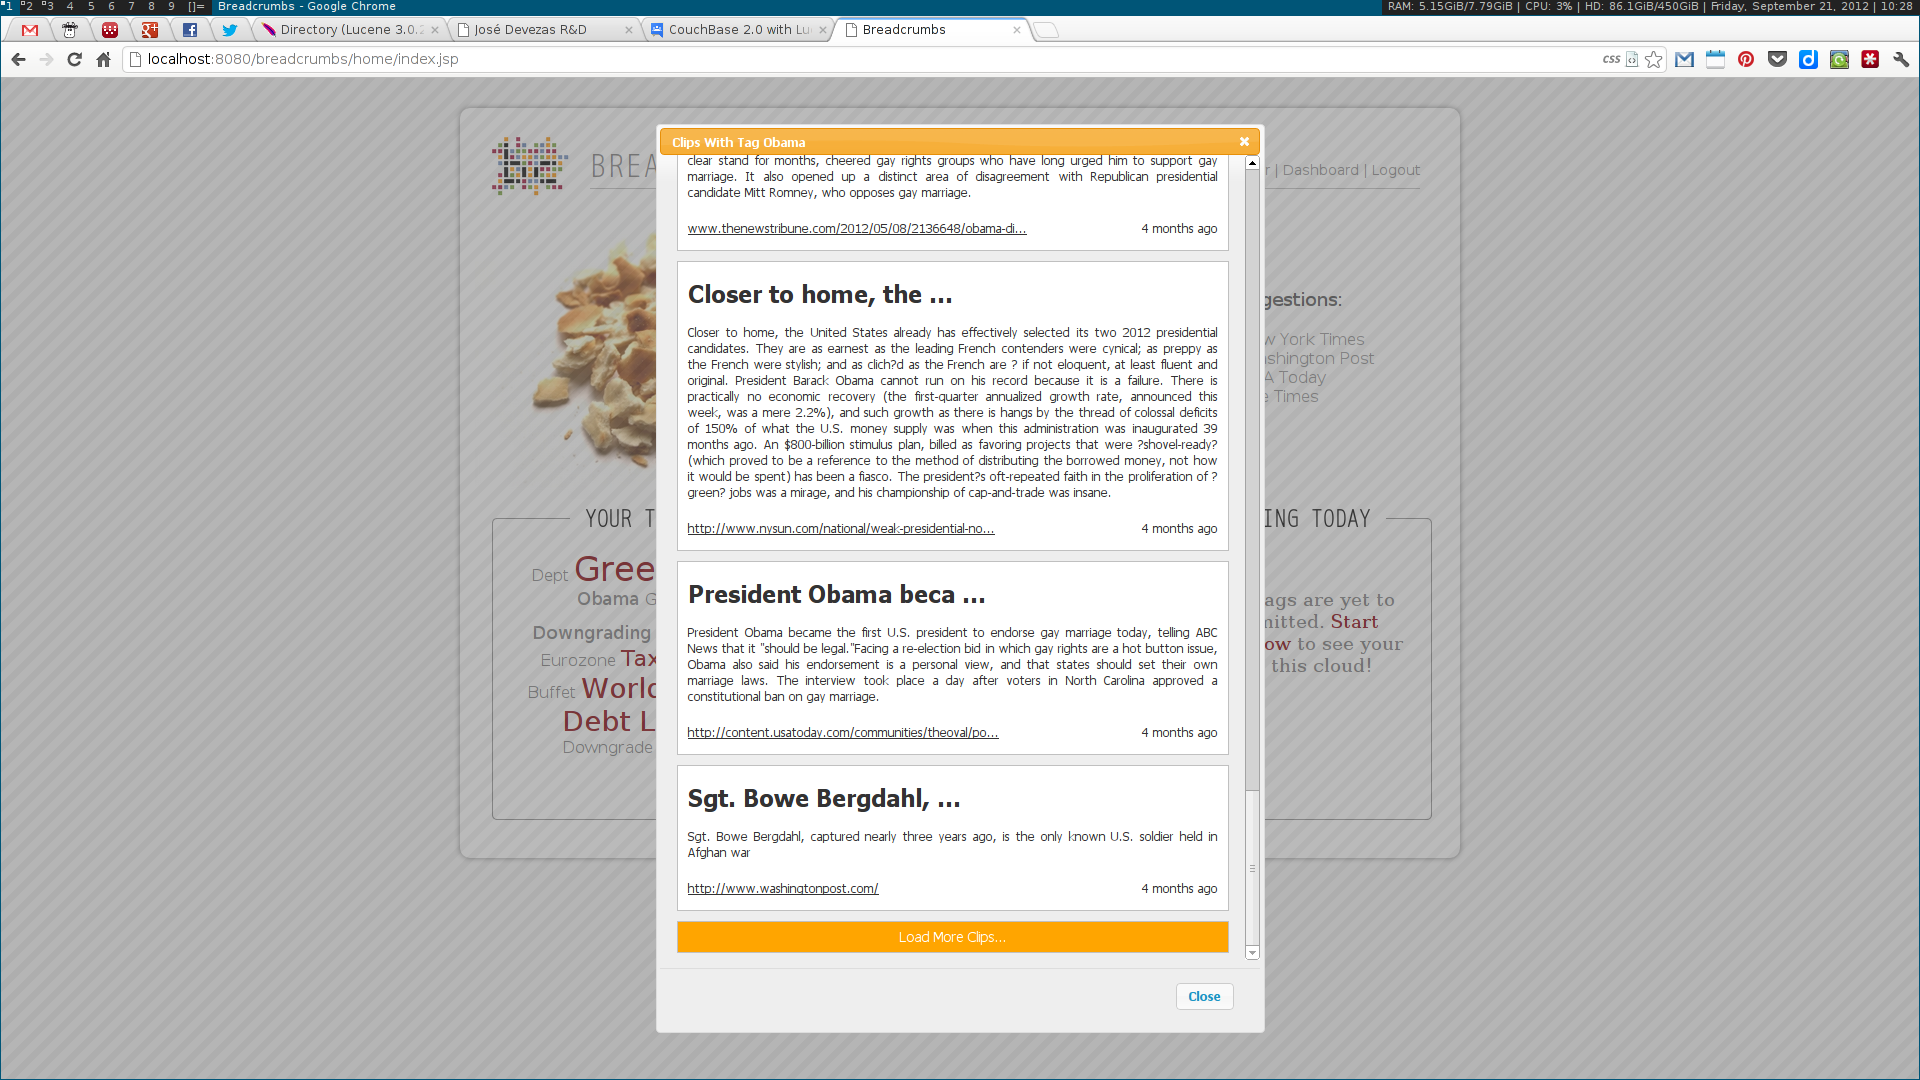 1 2 3 4 5 6 7 8 9 []= Breadcrumbs - Google Chrome RAM: 5.15GiB/7.79GiB | CPU: 3% | HD: 86.1GiB/450GiB | Friday, September 21, 2012 | 10:28
Directory (Lucene 3.0.2 José Devezas R&D CouchBase 2.0 with Lu Breadcrumbs
localhost:8080/breadcrumbs/home/index.jsp CSS
Clips With Tag Obama
BREA
r | Dashboard | Logout
clear stand for months, cheered gay rights groups who have long urged him to support gay
marriage. It also opened up a distinct area of disagreement with Republican presidential
candidate Mitt Romney, who opposes gay marriage.
www.thenewstribune.com/2012/05/08/2136648/obama-di... 4 months ago
Closer to home, the ...
Closer to home, the United States already has effectively selected its two 2012 presidential
candidates. They are as earnest as the leading French contenders were cynical; as preppy as
the French were stylish; and as clich?d as the French are ? if not eloquent, at least fluent and
original. President Barack Obama cannot run on his record because it is a failure. There is
practically no economic recovery (the first-quarter annualized growth rate, announced this
week, was a mere 2.2%), and such growth as there is hangs by the thread of colossal deficits
of 150% of what the U.S. money supply was when this administration was inaugurated 39
months ago. An $800-billion stimulus plan, billed as favoring projects that were ?shovel-ready?
(which proved to be a reference to the method of distributing the borrowed money, not how
it would be spent) has been a fiasco. The president?s oft-repeated faith in the proliferation of ?
green? jobs was a mirage, and his championship of cap-and-trade was insane.
http://www.nysun.com/national/weak-presidential-no... 4 months ago
President Obama beca ...
President Obama became the first U.S. president to endorse gay marriage today, telling ABC
News that it "should be legal."Facing a re-election bid in which gay rights are a hot button issue,
Obama also said his endorsement is a personal view, and that states should set their own
marriage laws. The interview took place a day after voters in North Carolina approved a
constitutional ban on gay marriage.
http://content.usatoday.com/communities/theoval/po... 4 months ago
Sgt. Bowe Bergdahl, ...
Sgt. Bowe Bergdahl, captured nearly three years ago, is the only known U.S. soldier held in
Afghan war
http://www.washingtonpost.com/ 4 months ago
Load More Clips...
Close
YOUR T
Dept Gree
Obama G
Downgrading
Eurozone Tax
Buffet World
Debt L
Downgrade
gestions:
w York Times
shington Post
A Today
e Times
ING TODAY
ags are yet to
mitted. Start
ow to see your
this cloud!